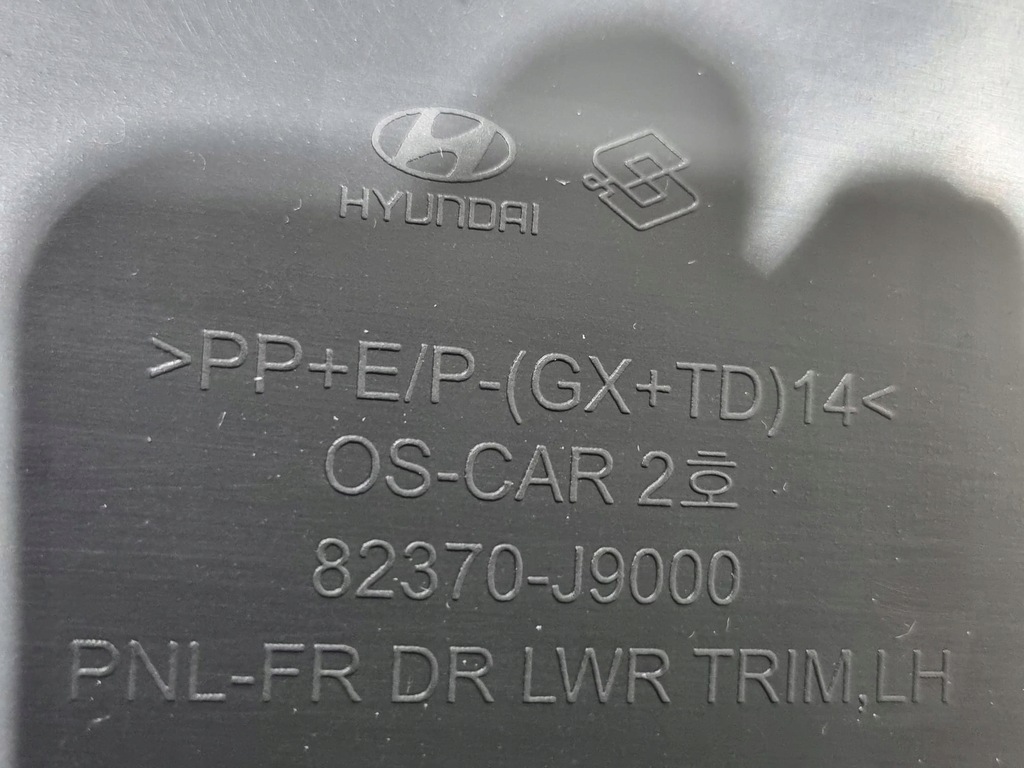 HYUNDAI
>PP+E/P-(GX+TD)14<
OS-CAR 2호
82370-J9000
PNL-FR DR LWR TRIM,LH